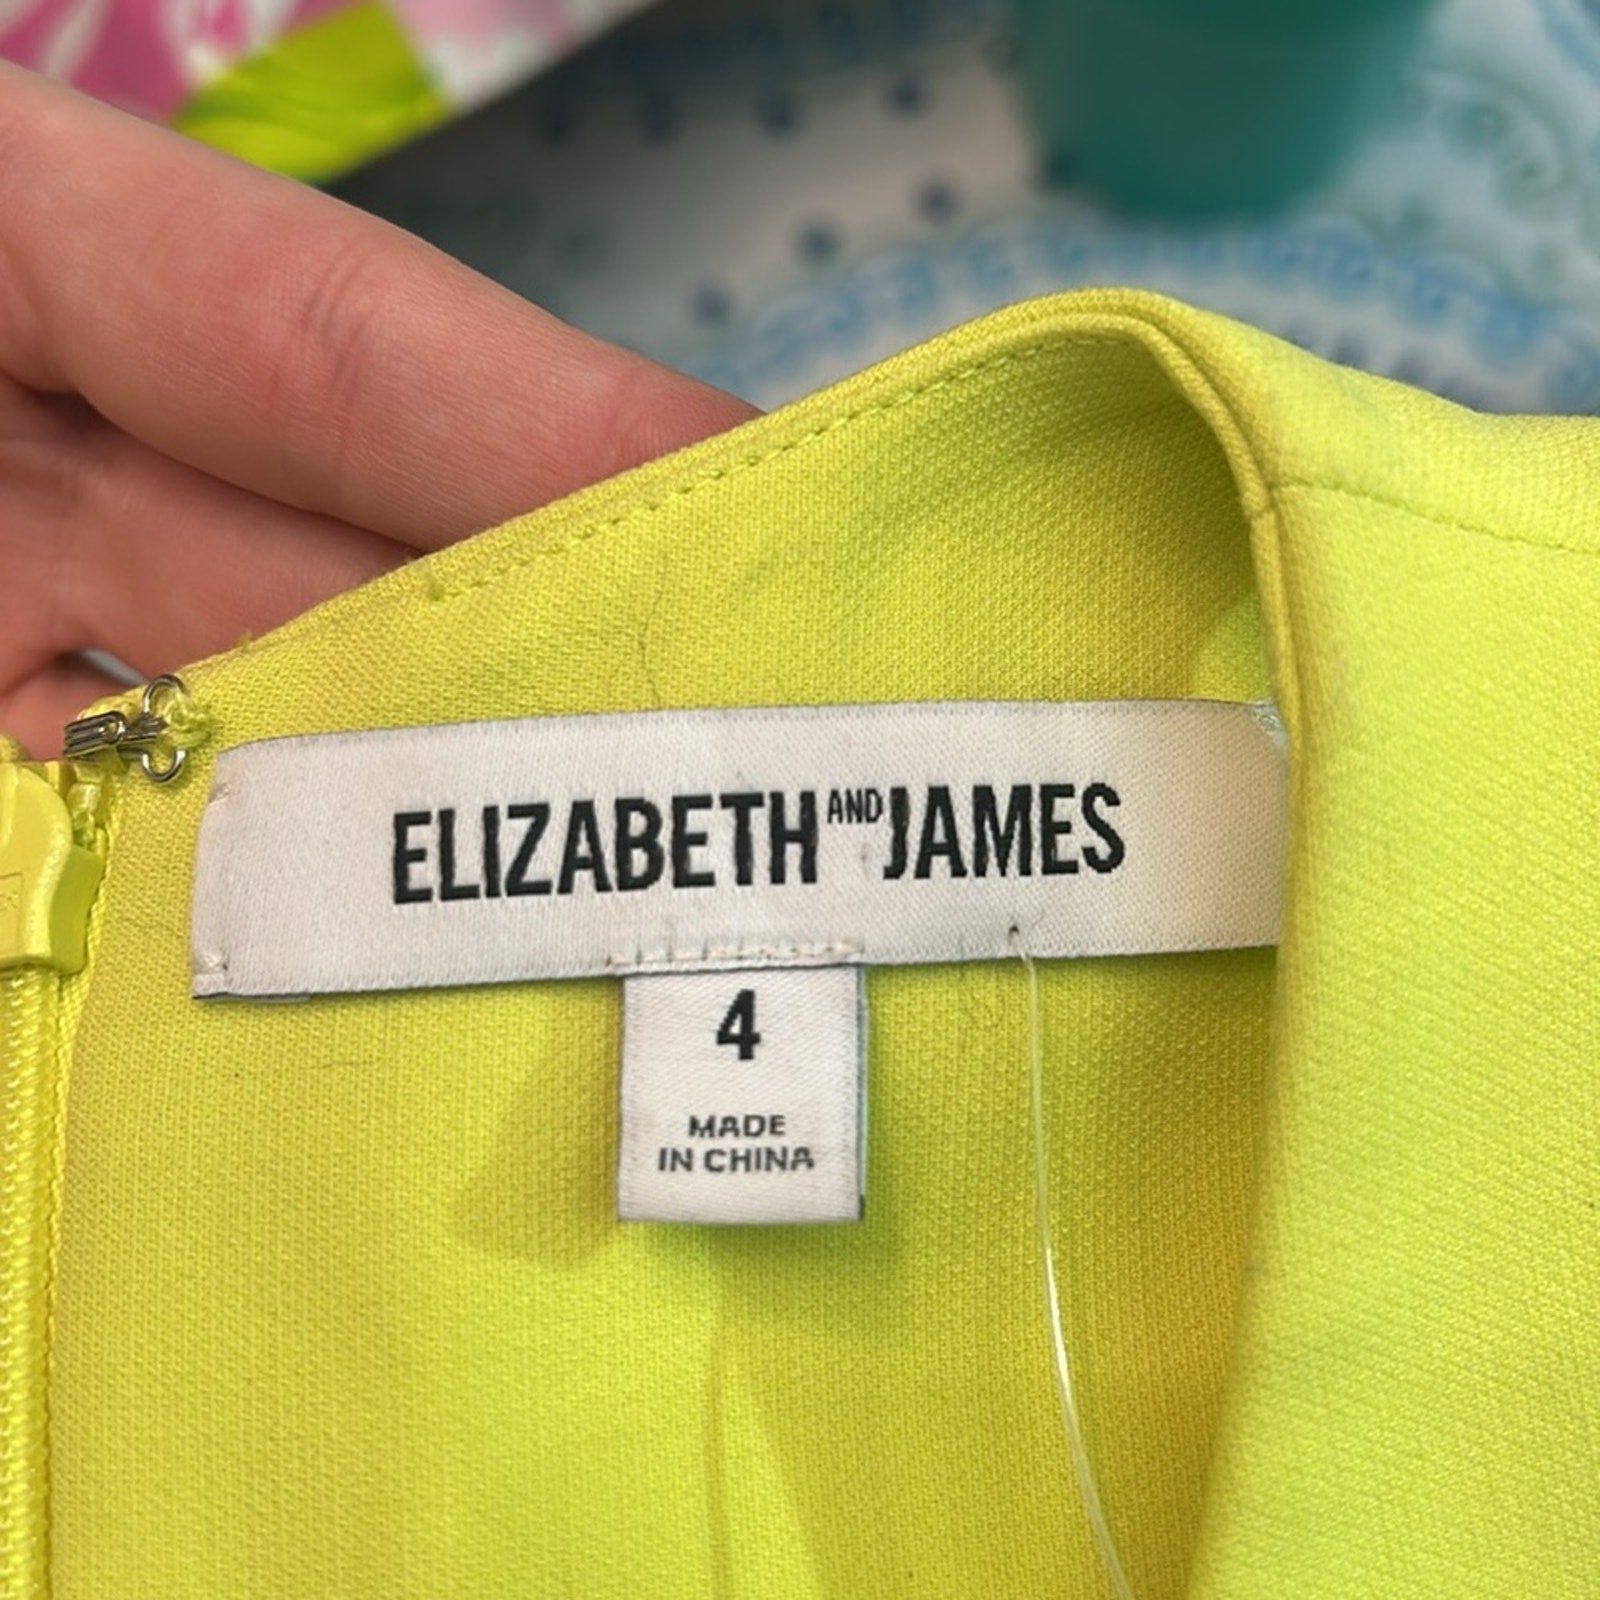 ELIZABETH AND JAMES
4
MADE
IN CHINA